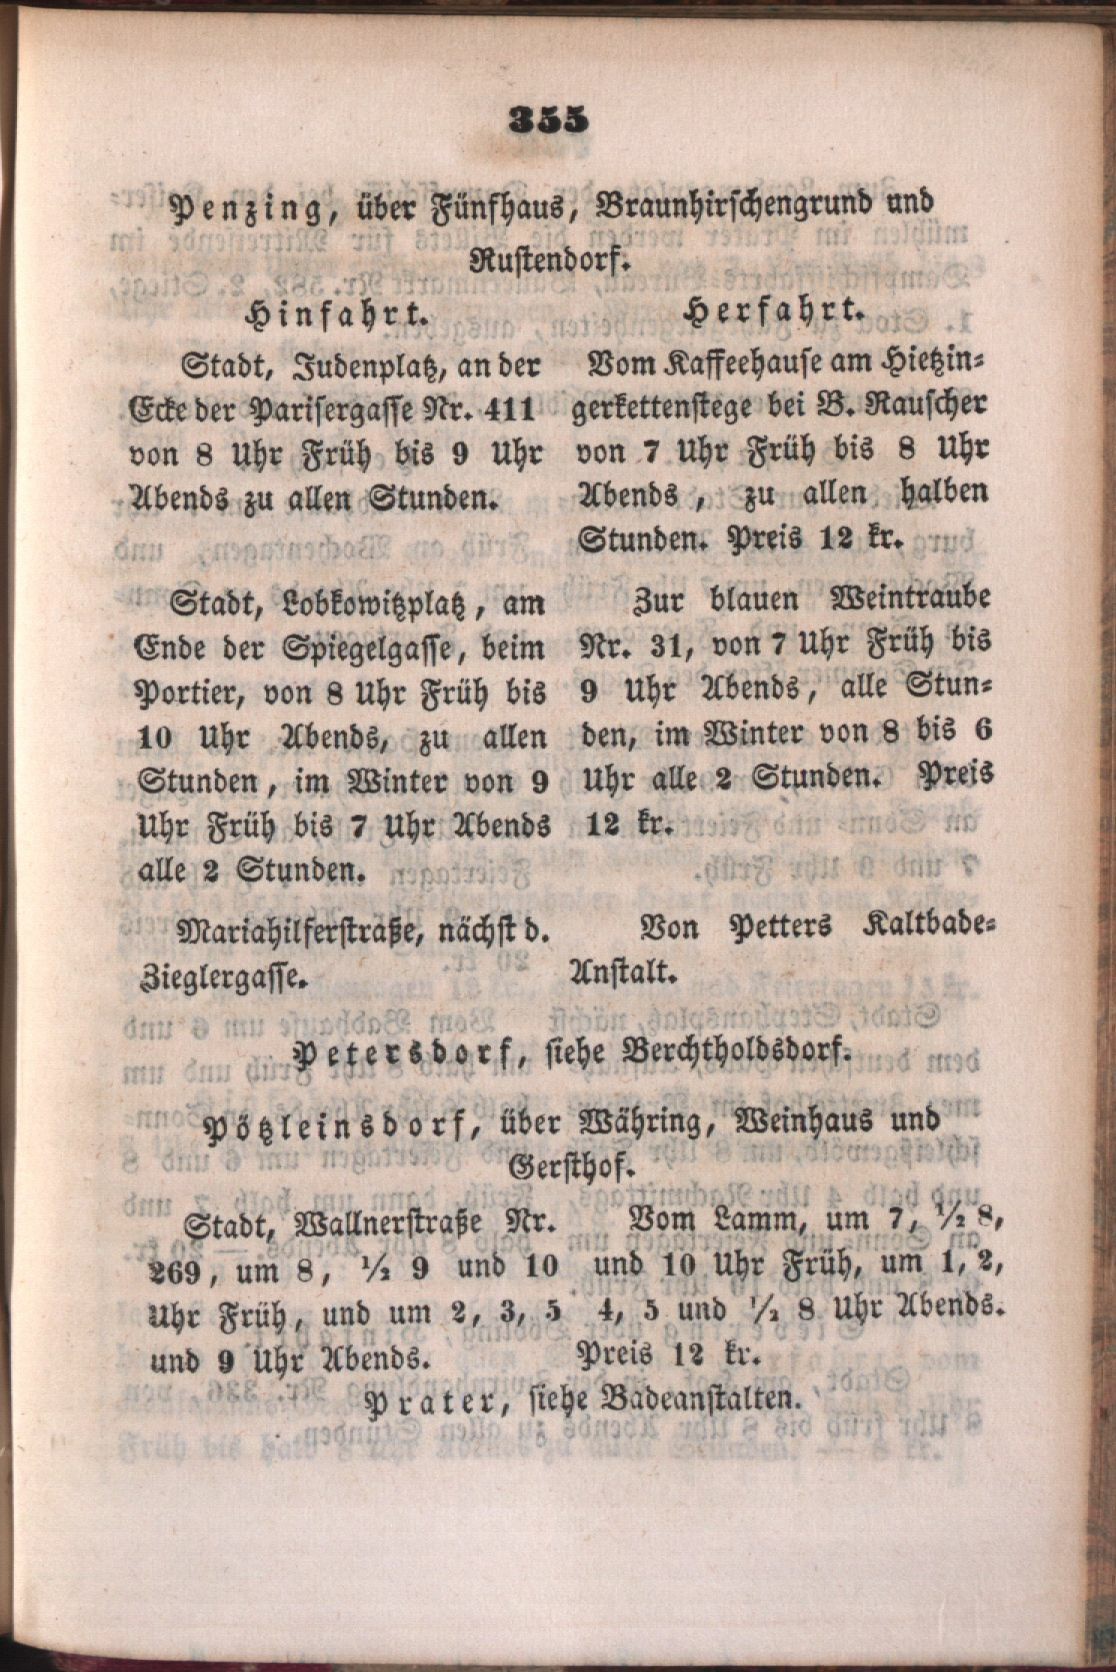 355
Penzing, über Fünfhaus, Braunhirschengrund und
Rustendorf.
Hinfahrt.
Stadt, Judenplatz, an der
Ecke der Parisergasse Nr. 411
von 8 Uhr Früh bis 9 Uhr
Abends zu allen Stunden.
Herfahrt.
Vom Kaffeehause am Hietzin-
gerkettenstege bei B. Rauscher
von 7 Uhr Früh bis 8 Uhr
Abends, zu allen halben
Stunden. Preis 12 kr.
Stadt, Lobkowitzplatz, am
Ende der Spiegelgasse, beim
Portier, von 8 Uhr Früh bis
10 Uhr Abends, zu allen
Stunden, im Winter von 9
Uhr Früh bis 7 Uhr Abends
alle 2 Stunden.
Zur blauen Weintraube
Nr. 31, von 7 Uhr Früh bis
9 Uhr Abends, alle Stun-
den, im Winter von 8 bis 6
Uhr alle 2 Stunden. Preis
12 kr.
Mariahilferstraße, nächst d.
Zieglergasse.
Von Petters Kaltbade-
Anstalt.
Petersdorf, siehe Berchtholdsdorf.
Pötzleinsdorf, über Währing, Weinhaus und
Gersthof.
Stadt, Wallnerstraße Nr.
269, um 8, ½ 9 und 10
Uhr Früh, und um 2, 3, 5
und 9 Uhr Abends.
Vom Lamm, um 7, ½ 8,
und 10 Uhr Früh, um 1, 2,
4, 5 und ½ 8 Uhr Abends.
Preis 12 kr.
Prater, siehe Badeanstalten.